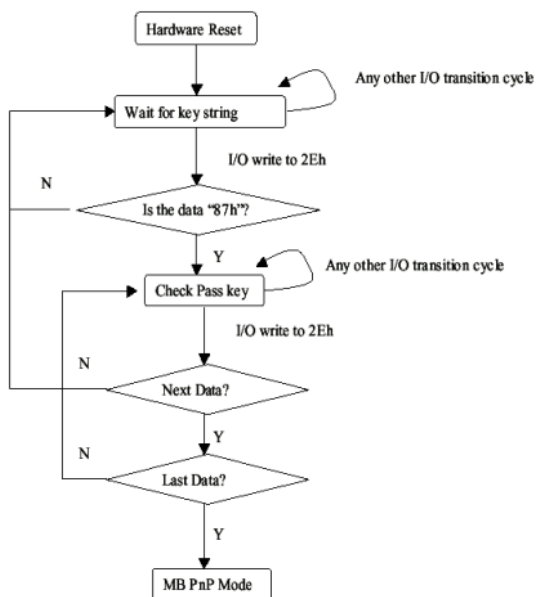 Hardware Reset
Any other I/O transition cycle
Wait for key string
I/O write to 2Eh
N
Is the data “87h”?
Y
Any other I/O transition cycle
Check Pass key
I/O write to 2Eh
N
Next Data?
Y
N
Last Data?
Y
MB PnP Mode